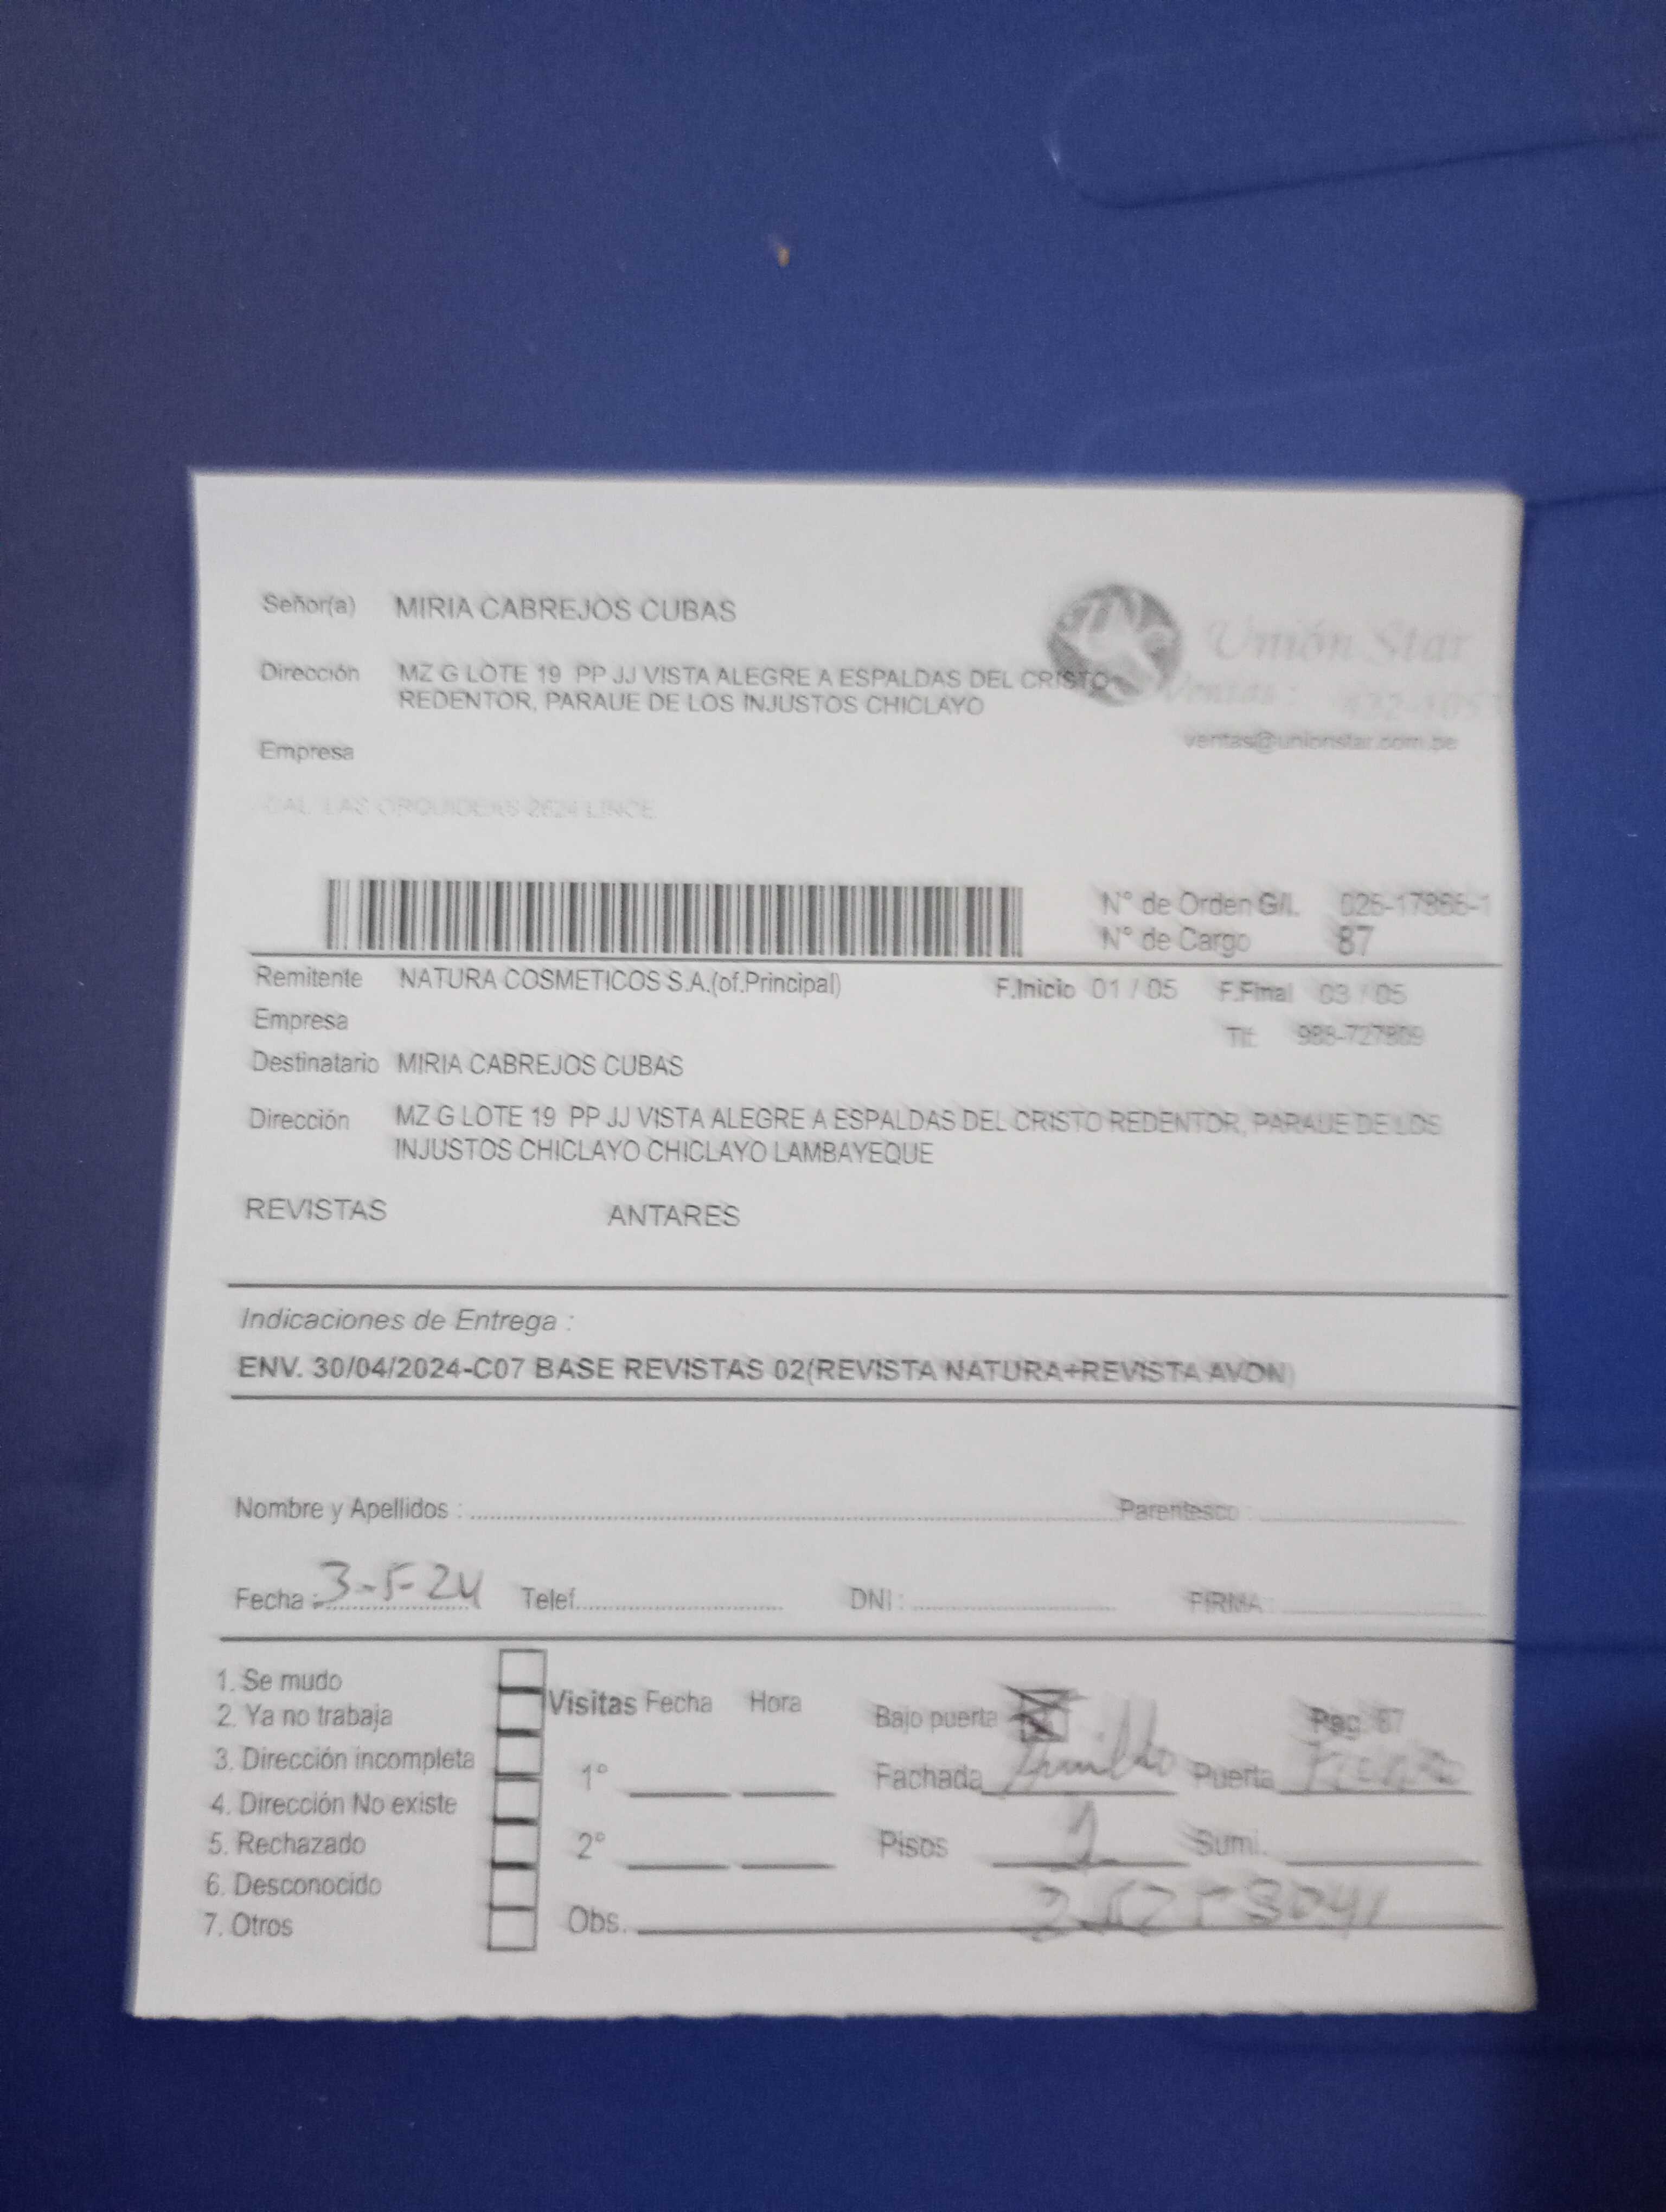 Señor(a) MIRIA CABREJOS CUBAS
Unión Star
Dirección MZ G LOTE 19 PP JJ VISTA ALEGRE A ESPALDAS DEL CRISTO
REDENTOR, PARAUE DE LOS INJUSTOS CHICLAYO
Ventas :
ventas@unionstar.com.pe
Empresa
CAL. LAS ORQUIDEAS 2624 LINCE
N° de Orden G/I.
N° de Cargo 87
Remitente NATURA COSMETICOS S.A.(of.Principal) F.Inicio 01 / 05 F.Final 03 / 05
Empresa
Tlf: 988-727809
Destinatario MIRIA CABREJOS CUBAS
Dirección MZ G LOTE 19 PP JJ VISTA ALEGRE A ESPALDAS DEL CRISTO REDENTOR, PARAUE DE LOS
INJUSTOS CHICLAYO CHICLAYO LAMBAYEQUE
REVISTAS ANTARES
Indicaciones de Entrega :
ENV. 30/04/2024-C07 BASE REVISTAS 02(REVISTA NATURA+REVISTA AVON)
Nombre y Apellidos : Parentesco :
Fecha : 3-5-24 Telef. DNI : FIRMA
1. Se mudo
2. Ya no trabaja
3. Dirección incompleta
4. Dirección No existe
5. Rechazado
6. Desconocido
7. Otros
Visitas Fecha Hora
1°
2°
Obs.
Bajo puerta Pag. 87
Fachada Puerta
Pisos 1 Sumi.